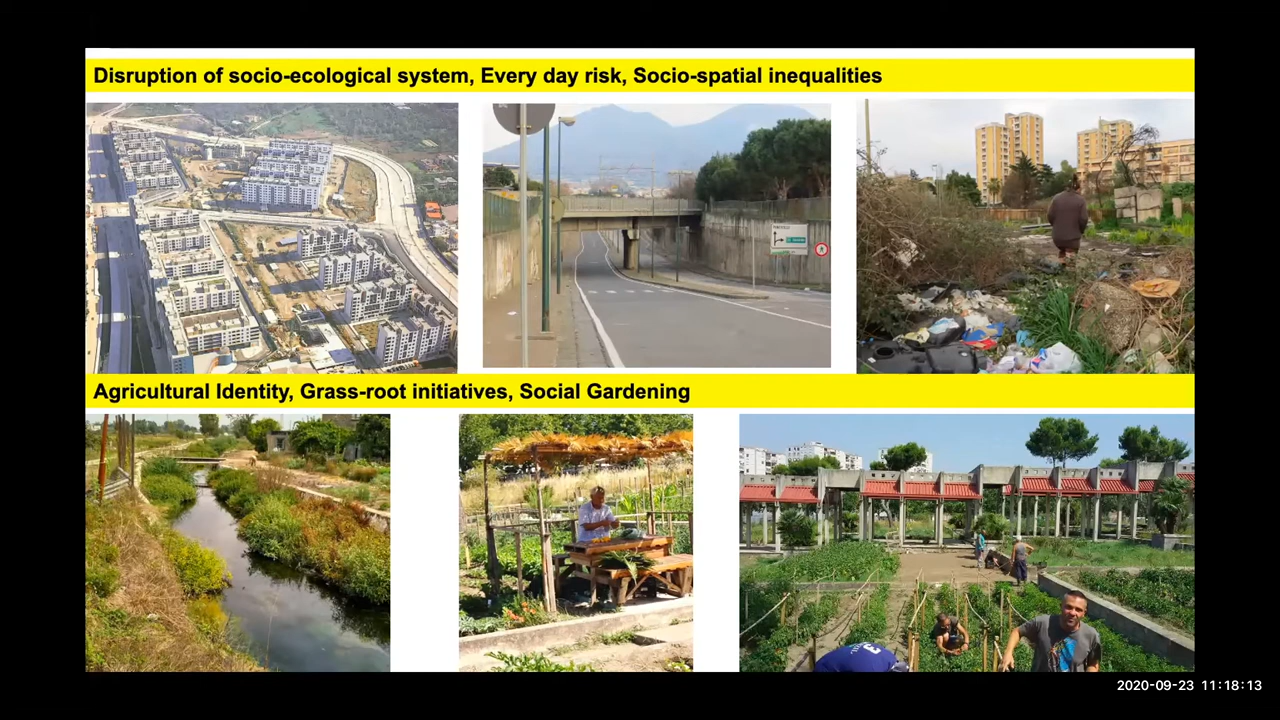 Disruption of socio-ecological system, Every day risk, Socio-spatial inequalities
Agricultural Identity, Grass-root initiatives, Social Gardening
2020-09-23 11:18:13